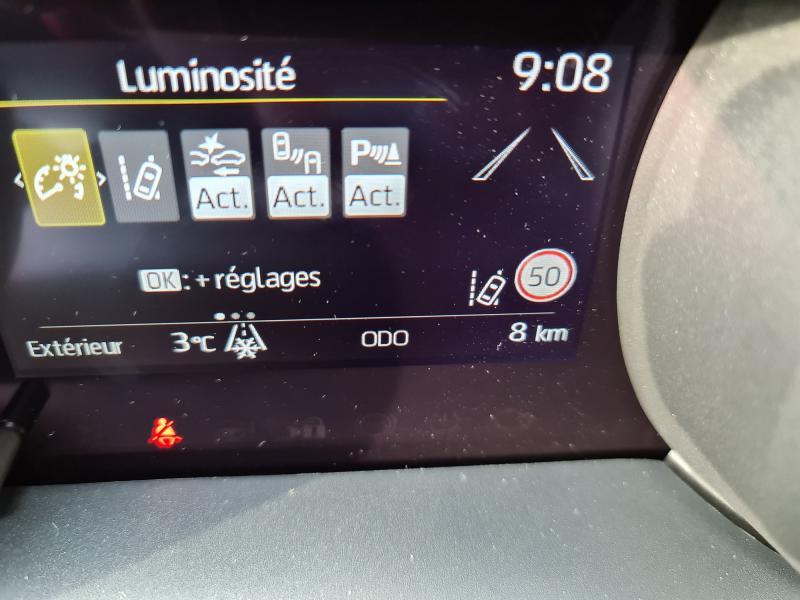 Luminosité 9:08
Act. Act. P Act.
OK : + réglages 50
Extérieur 3°C ODO 8 km